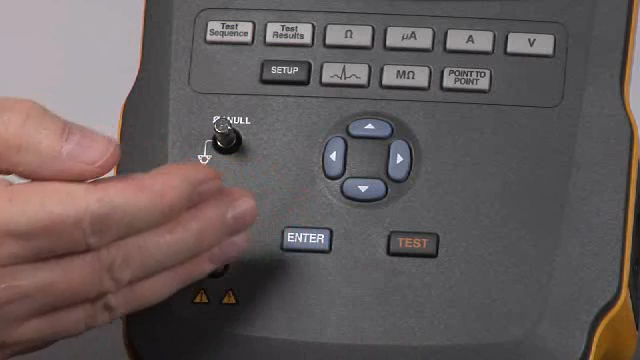 Test
Sequence
Test
Results
Ω
µA
A
V
SETUP
MΩ
POINT TO
POINT
NULL
ENTER
TEST